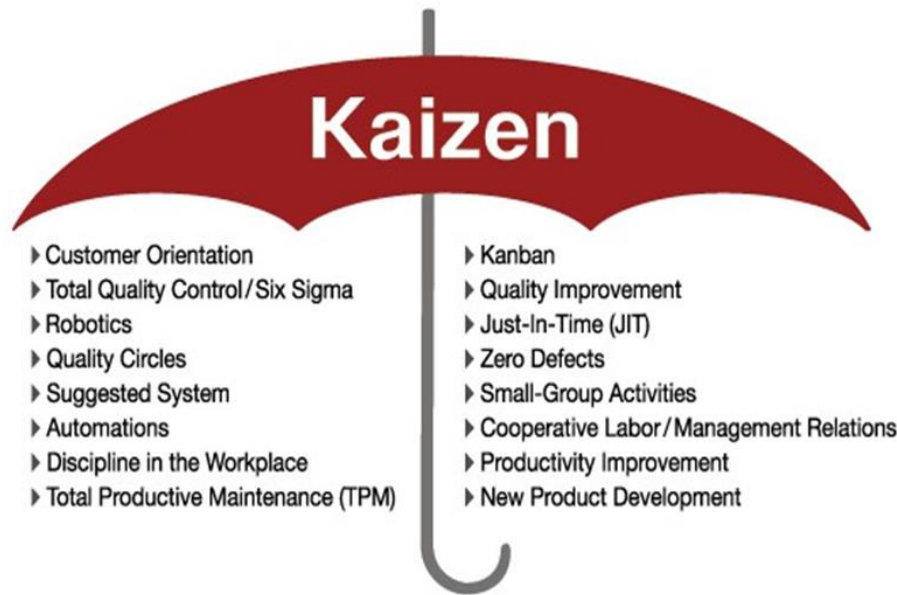 Kaizen
Customer Orientation
Total Quality Control/Six Sigma
Robotics
Quality Circles
Suggested System
Automations
Discipline in the Workplace
Total Productive Maintenance (TPM)
Kanban
Quality Improvement
Just-In-Time (JIT)
Zero Defects
Small-Group Activities
Cooperative Labor/Management Relations
Productivity Improvement
New Product Development